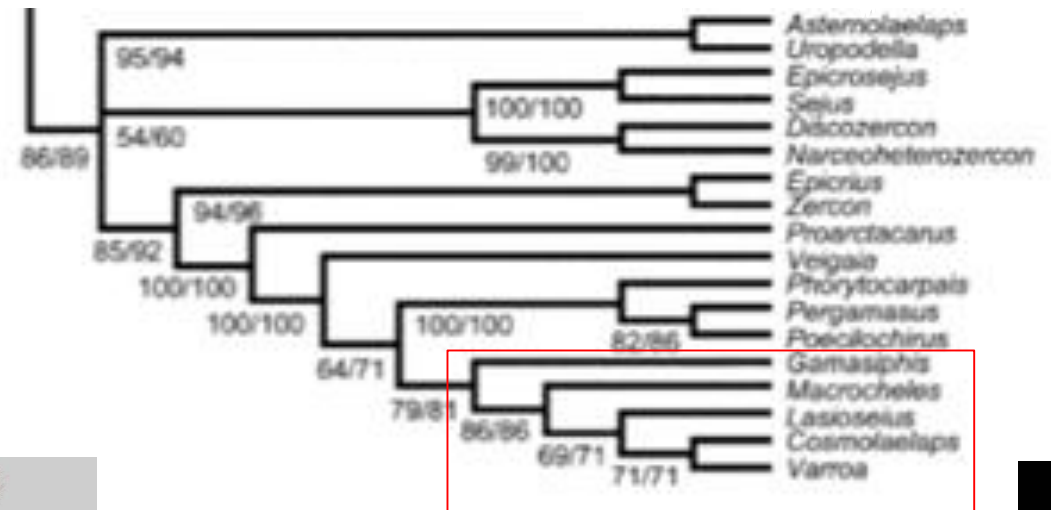 Asternolaelaps
95/94
Uropodella
Epicrosejus
100/100
Sejus
54/60
Discozercon
86/89
99/100
Narceoheterozercon
Epicrius
94/96
Zercon
Proarctacarus
85/92
Veigaia
100/100
Phorytocarpais
Pergamasus
100/100
100/100
Poecilochirus
82/86
Gamasiphis
64/71
Macrocheles
79/81
Lasioseius
86/86
Cosmolaelaps
69/71
Varroa
71/71